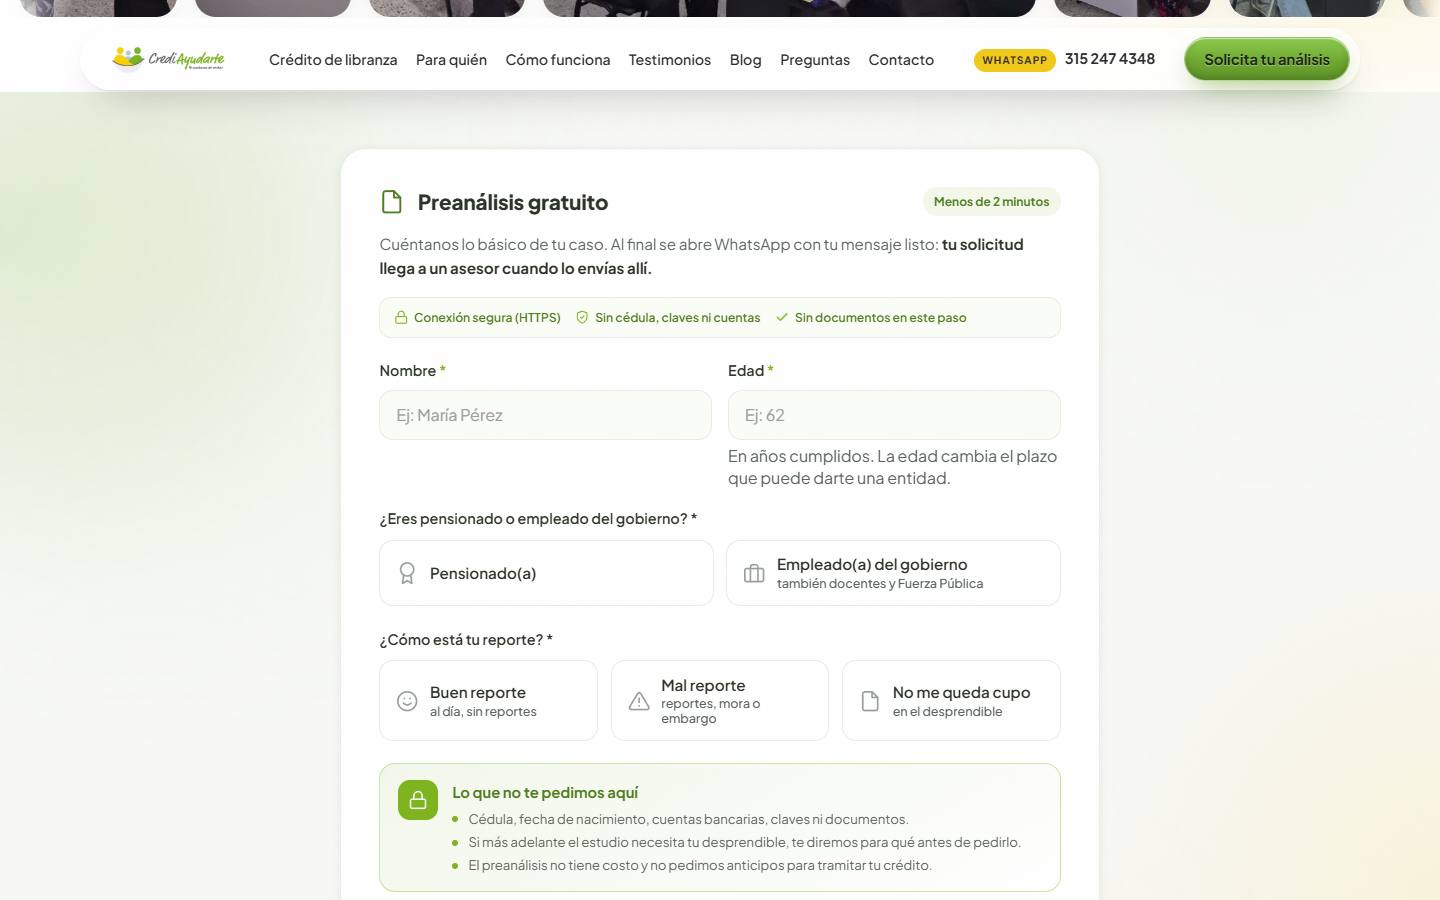 CrediAyudarte
Crédito de libranza
Para quién
Cómo funciona
Testimonios
Blog
Preguntas
Contacto
WHATSAPP
315 247 4348
Solicita tu análisis
Preanálisis gratuito
Menos de 2 minutos
Cuéntanos lo básico de tu caso. Al final se abre WhatsApp con tu mensaje listo: tu solicitud
llega a un asesor cuando lo envías allí.
Conexión segura (HTTPS)
Sin cédula, claves ni cuentas
Sin documentos en este paso
Nombre *
Edad *
Ej: María Pérez
Ej: 62
En años cumplidos. La edad cambia el plazo
que puede darte una entidad.
¿Eres pensionado o empleado del gobierno? *
Pensionado(a)
Empleado(a) del gobierno
también docentes y Fuerza Pública
¿Cómo está tu reporte? *
Buen reporte
al día, sin reportes
Mal reporte
reportes, mora o
embargo
No me queda cupo
en el desprendible
Lo que no te pedimos aquí
Cédula, fecha de nacimiento, cuentas bancarias, claves ni documentos.
Si más adelante el estudio necesita tu desprendible, te diremos para qué antes de pedirlo.
El preanálisis no tiene costo y no pedimos anticipos para tramitar tu crédito.